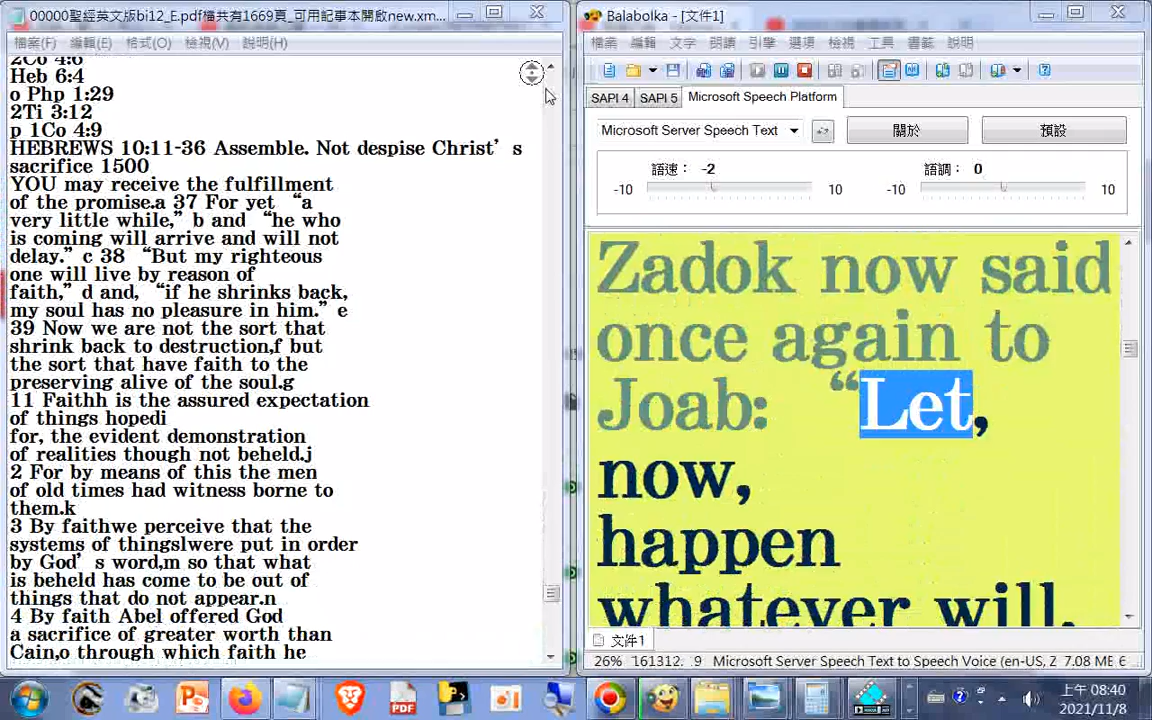 00000聖經英文版bi12_E.pdf檔共有1669頁_可用記事本開啟new.xm...
檔案(F) 編輯(E) 格式(O) 檢視(V) 說明(H)
2Co 4:6
Heb 6:4
o Php 1:29
2Ti 3:12
p 1Co 4:9
HEBREWS 10:11-36 Assemble. Not despise Christ’s
sacrifice 1500
YOU may receive the fulfillment
of the promise.a 37 For yet “a
very little while,” b and “he who
is coming will arrive and will not
delay.” c 38 “But my righteous
one will live by reason of
faith,” d and, “if he shrinks back,
my soul has no pleasure in him.” e
39 Now we are not the sort that
shrink back to destruction,f but
the sort that have faith to the
preserving alive of the soul.g
11 Faithh is the assured expectation
of things hopedi
for, the evident demonstration
of realities though not beheld.j
2 For by means of this the men
of old times had witness borne to
them.k
3 By faithwe perceive that the
systems of thingslwere put in order
by God’s word,m so that what
is beheld has come to be out of
things that do not appear.n
4 By faith Abel offered God
a sacrifice of greater worth than
Cain,o through which faith he
Balabolka - [文件1]
檔案 編輯 文字 朗讀 引擎 選項 檢視 工具 書籤 說明
SAPI 4 SAPI 5 Microsoft Speech Platform
Microsoft Server Speech Text 關於 預設
語速： -2 語調： 0
-10 10 -10 10
Zadok now said
once again to
Joab: “Let,
now,
happen
whatever will,
文件1
26% 161312. .9 Microsoft Server Speech Text to Speech Voice (en-US, Z 7.08 MB 6
PDF
上午 08:40
2021/11/8